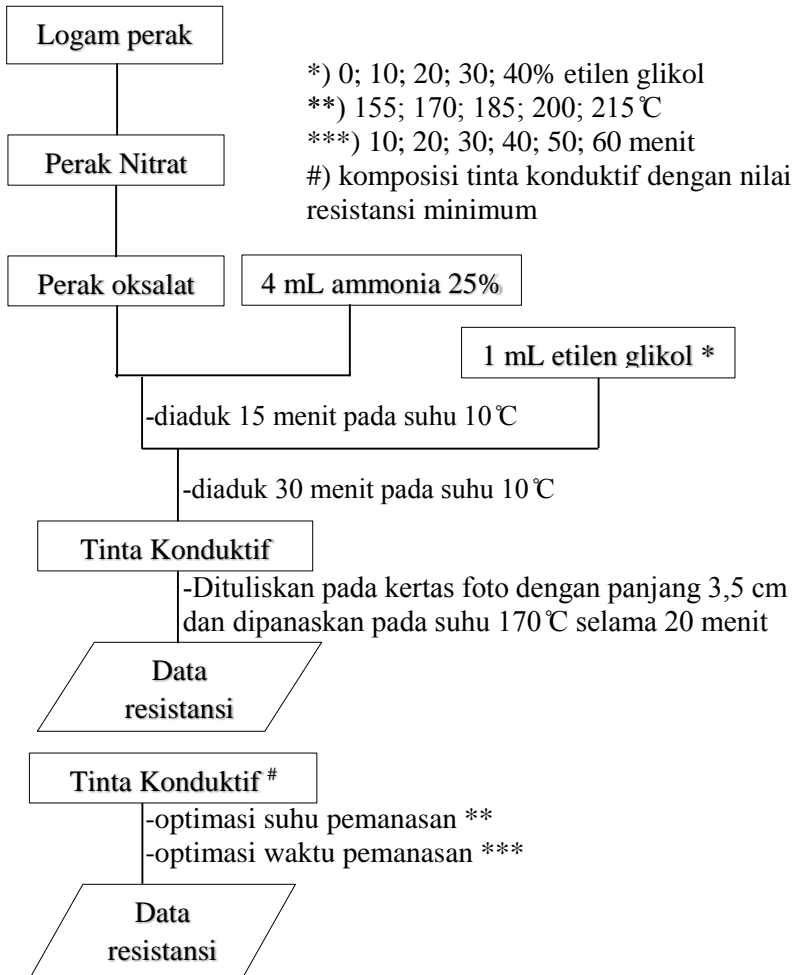 Logam perak
*) 0; 10; 20; 30; 40% etilen glikol
**) 155; 170; 185; 200; 215℃
***) 10; 20; 30; 40; 50; 60 menit
#) komposisi tinta konduktif dengan nilai
resistansi minimum
Perak Nitrat
Perak oksalat
4 mL ammonia 25%
1 mL etilen glikol *
-diaduk 15 menit pada suhu 10℃
-diaduk 30 menit pada suhu 10℃
Tinta Konduktif
-Dituliskan pada kertas foto dengan panjang 3,5 cm
dan dipanaskan pada suhu 170℃ selama 20 menit
Data
resistansi
Tinta Konduktif #
-optimasi suhu pemanasan **
-optimasi waktu pemanasan ***
Data
resistansi